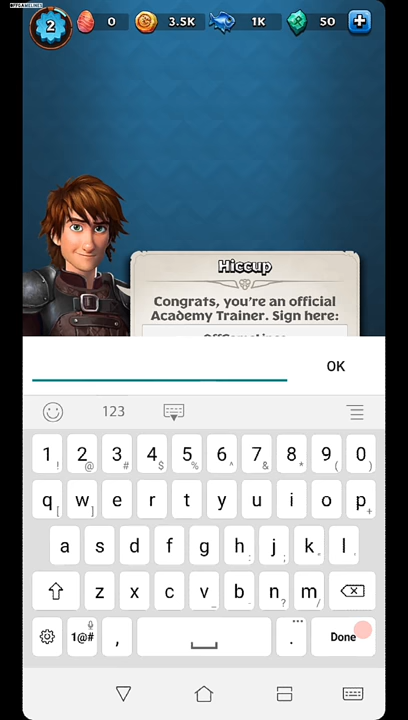 OFFGAMELINES
2 0 3.5K 1K 50 +
Hiccup
Congrats, you're an official
Academy Trainer. Sign here:
OK
123
1 ! 2 @ 3 # 4 $ 5 % 6 ^ 7 & 8 * 9 ( 0 )
q [ w ] e r t y u i o p +
a s d f g h : j ; k l
z x c v _ b n ? m /
1@# , . Done